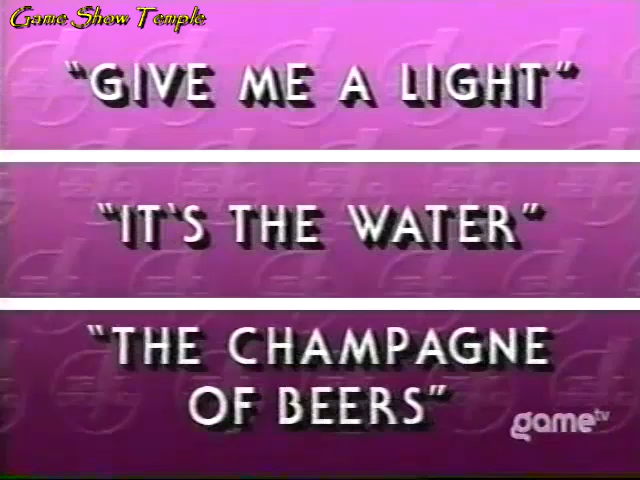 Game Show Temple
“GIVE ME A LIGHT”
“IT‘S THE WATER”
“THE CHAMPAGNE
OF BEERS”
gametv